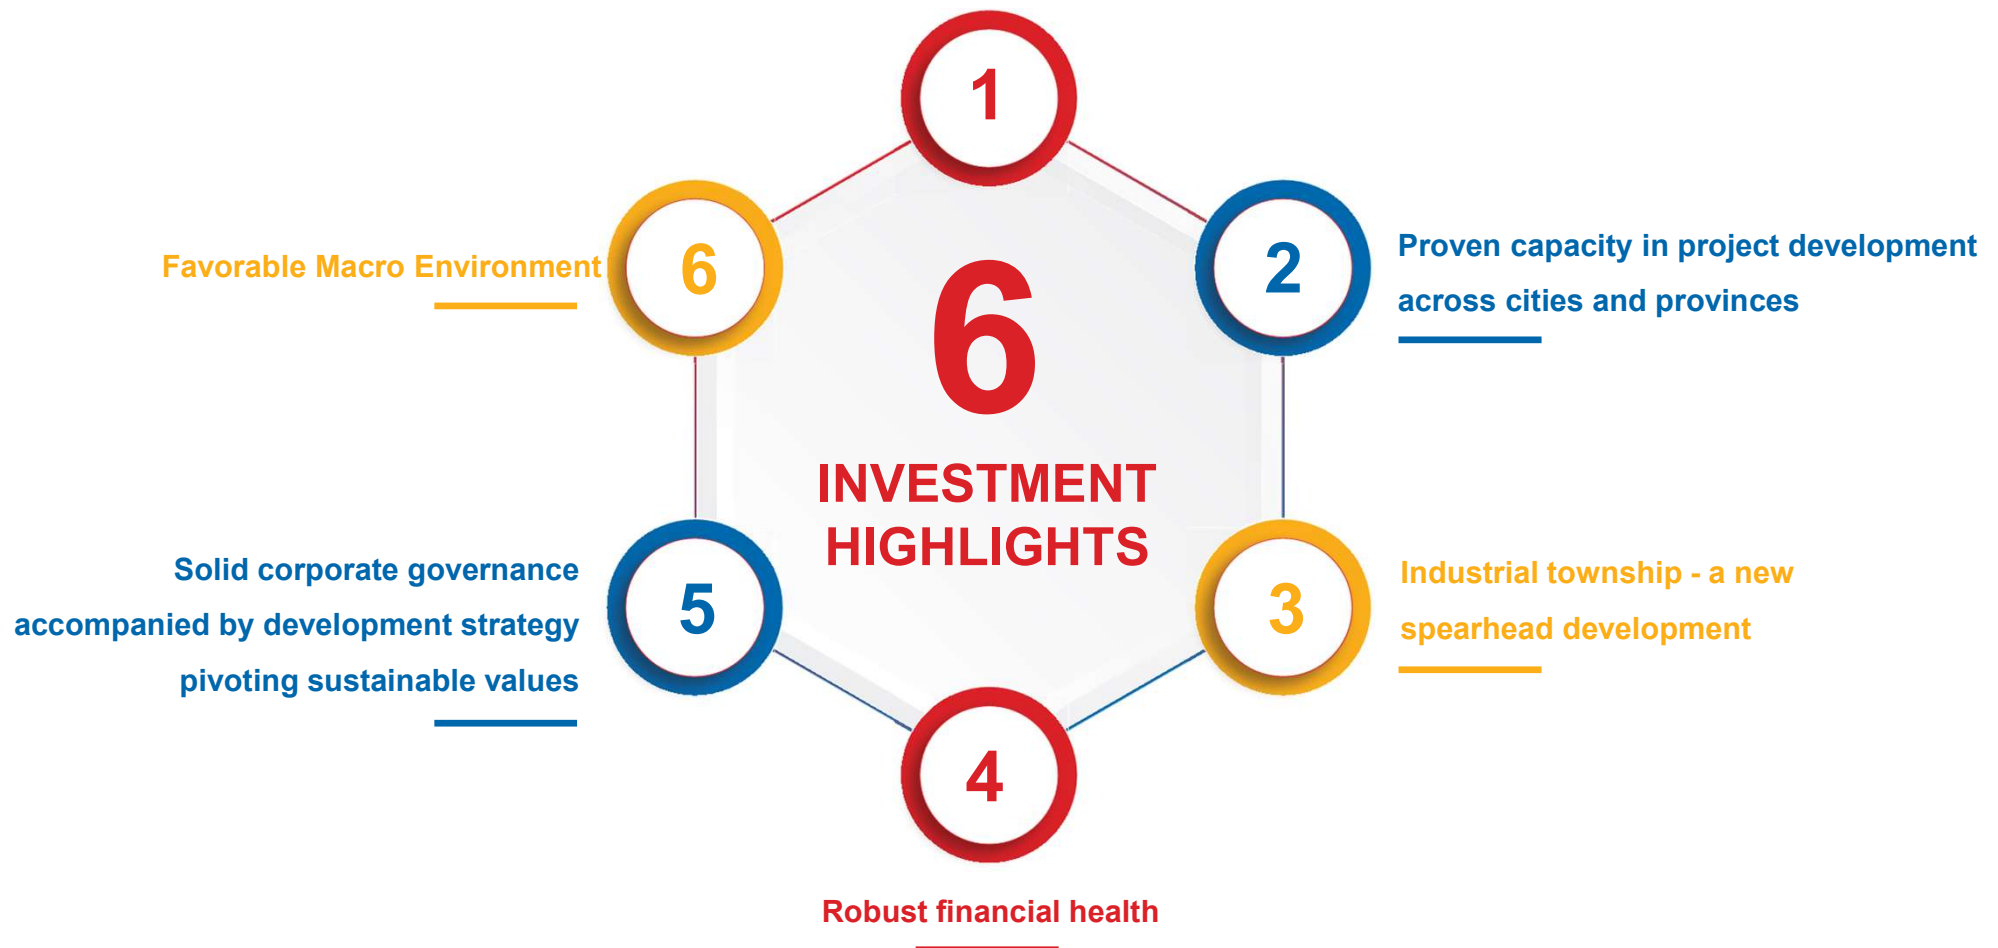 1
2
Proven capacity in project development
across cities and provinces
3
Industrial township - a new
spearhead development
4
Robust financial health
5
Solid corporate governance
accompanied by development strategy
pivoting sustainable values
6
Favorable Macro Environment
6
INVESTMENT
HIGHLIGHTS